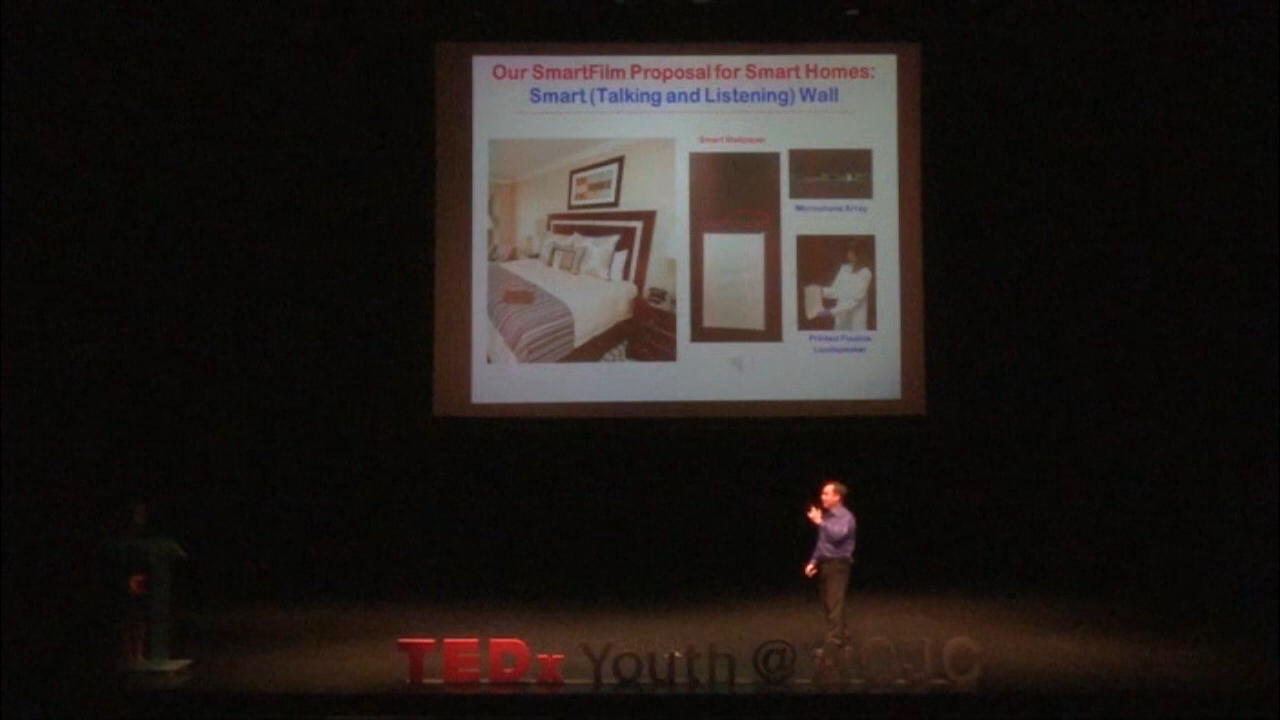 Our SmartFilm Proposal for Smart Homes:
Smart (Talking and Listening) Wall
Smart Wallpaper
Microphone Array
Printed Flexible
Loudspeaker
TEDx Youth @ ACJC